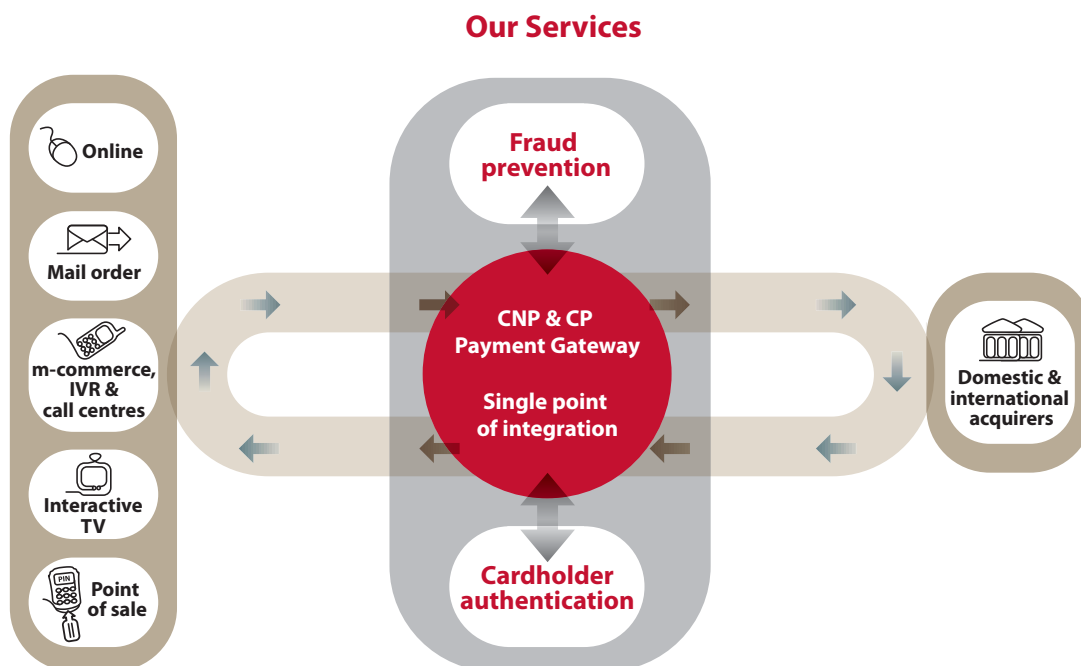 Our Services
Online
Mail order
m-commerce,
IVR &
call centres
Interactive
TV
PIN
Point
of sale
Fraud
prevention
CNP & CP
Payment Gateway
Single point
of integration
Cardholder
authentication
Domestic &
international
acquirers